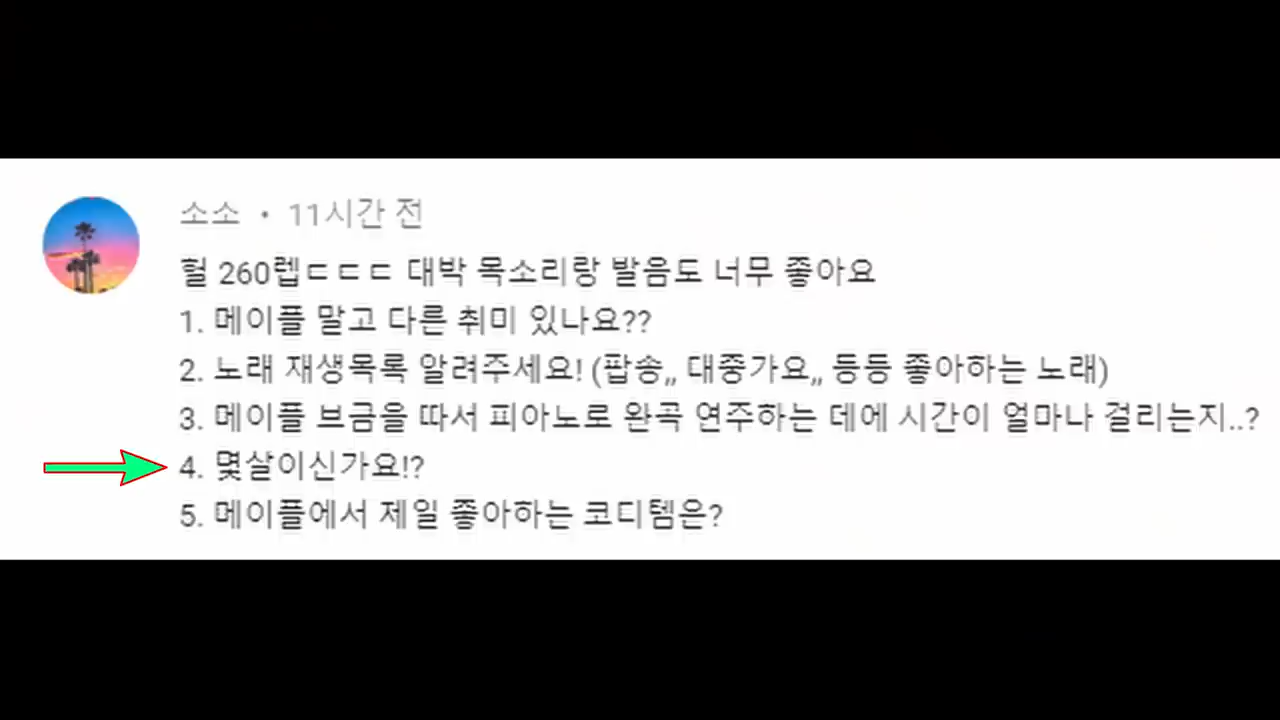 소소 • 11시간 전
헐 260렙ㄷㄷㄷ 대박 목소리랑 발음도 너무 좋아요
1. 메이플 말고 다른 취미 있나요??
2. 노래 재생목록 알려주세요! (팝송,, 대중가요,, 등등 좋아하는 노래)
3. 메이플 브금을 따서 피아노로 완곡 연주하는 데에 시간이 얼마나 걸리는지..?
4. 몇살이신가요!?
5. 메이플에서 제일 좋아하는 코디템은?